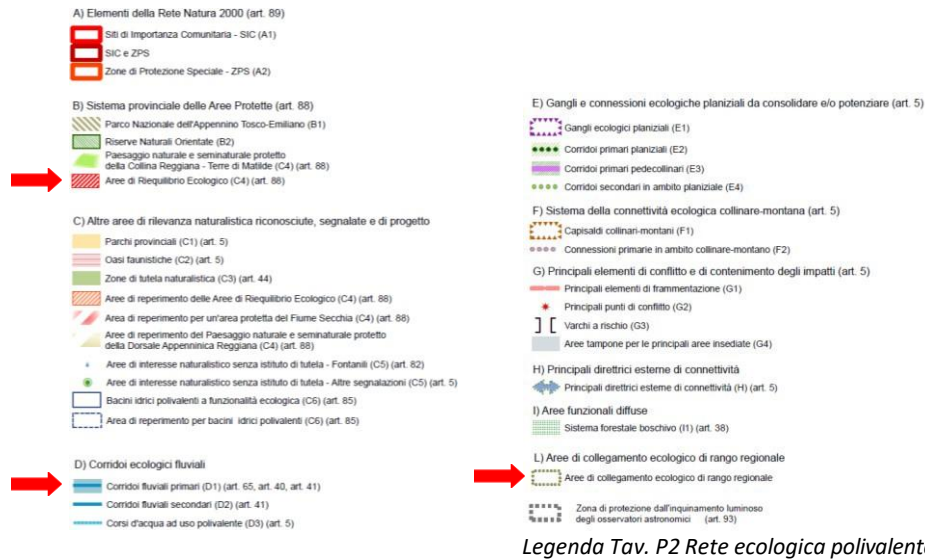 A) Elementi della Rete Natura 2000 (art. 89)
Siti di Importanza Comunitaria - SIC (A1)
SIC e ZPS
Zone di Protezione Speciale - ZPS (A2)
B) Sistema provinciale delle Aree Protette (art. 88)
Parco Nazionale dell'Appennino Tosco-Emiliano (B1)
Riserve Naturali Orientate (B2)
Paesaggio naturale e seminaturale protetto
della Collina Reggiana - Terre di Matilde (C4) (art. 88)
Aree di Riequilibrio Ecologico (C4) (art. 88)
C) Altre aree di rilevanza naturalistica riconosciute, segnalate e di progetto
Parchi provinciali (C1) (art. 5)
Oasi faunistiche (C2) (art. 5)
Zone di tutela naturalistica (C3) (art. 44)
Aree di reperimento delle Aree di Riequilibrio Ecologico (C4) (art. 88)
Area di reperimento per un'area protetta del Fiume Secchia (C4) (art. 88)
Aree di reperimento del Paesaggio naturale e seminaturale protetto
della Dorsale Appenninica Reggiana (C4) (art. 88)
Aree di interesse naturalistico senza istituto di tutela - Fontanili (C5) (art. 82)
Aree di interesse naturalistico senza istituto di tutela - Altre segnalazioni (C5) (art. 5)
Bacini idrici polivalenti a funzionalità ecologica (C6) (art. 85)
Area di reperimento per bacini idrici polivalenti (C6) (art. 85)
D) Corridoi ecologici fluviali
Corridoi fluviali primari (D1) (art. 65, art. 40, art. 41)
Corridoi fluviali secondari (D2) (art. 41)
Corsi d'acqua ad uso polivalente (D3) (art. 5)
E) Gangli e connessioni ecologiche planiziali da consolidare e/o potenziare (art. 5)
Gangli ecologici planiziali (E1)
Corridoi primari planiziali (E2)
Corridoi primari pedecollinari (E3)
Corridoi secondari in ambito planiziale (E4)
F) Sistema della connettività ecologica collinare-montana (art. 5)
Capisaldi collinari-montani (F1)
Connessioni primarie in ambito collinare-montano (F2)
G) Principali elementi di conflitto e di contenimento degli impatti (art. 5)
Principali elementi di frammentazione (G1)
Principali punti di conflitto (G2)
Varchi a rischio (G3)
Aree tampone per le principali aree insediate (G4)
H) Principali direttrici esterne di connettività
Principali direttrici esterne di connettività (H) (art. 5)
I) Aree funzionali diffuse
Sistema forestale boschivo (I1) (art. 38)
L) Aree di collegamento ecologico di rango regionale
Aree di collegamento ecologico di rango regionale
Zona di protezione dall'inquinamento luminoso
degli osservatori astronomici (art. 93)
Legenda Tav. P2 Rete ecologica polivalente